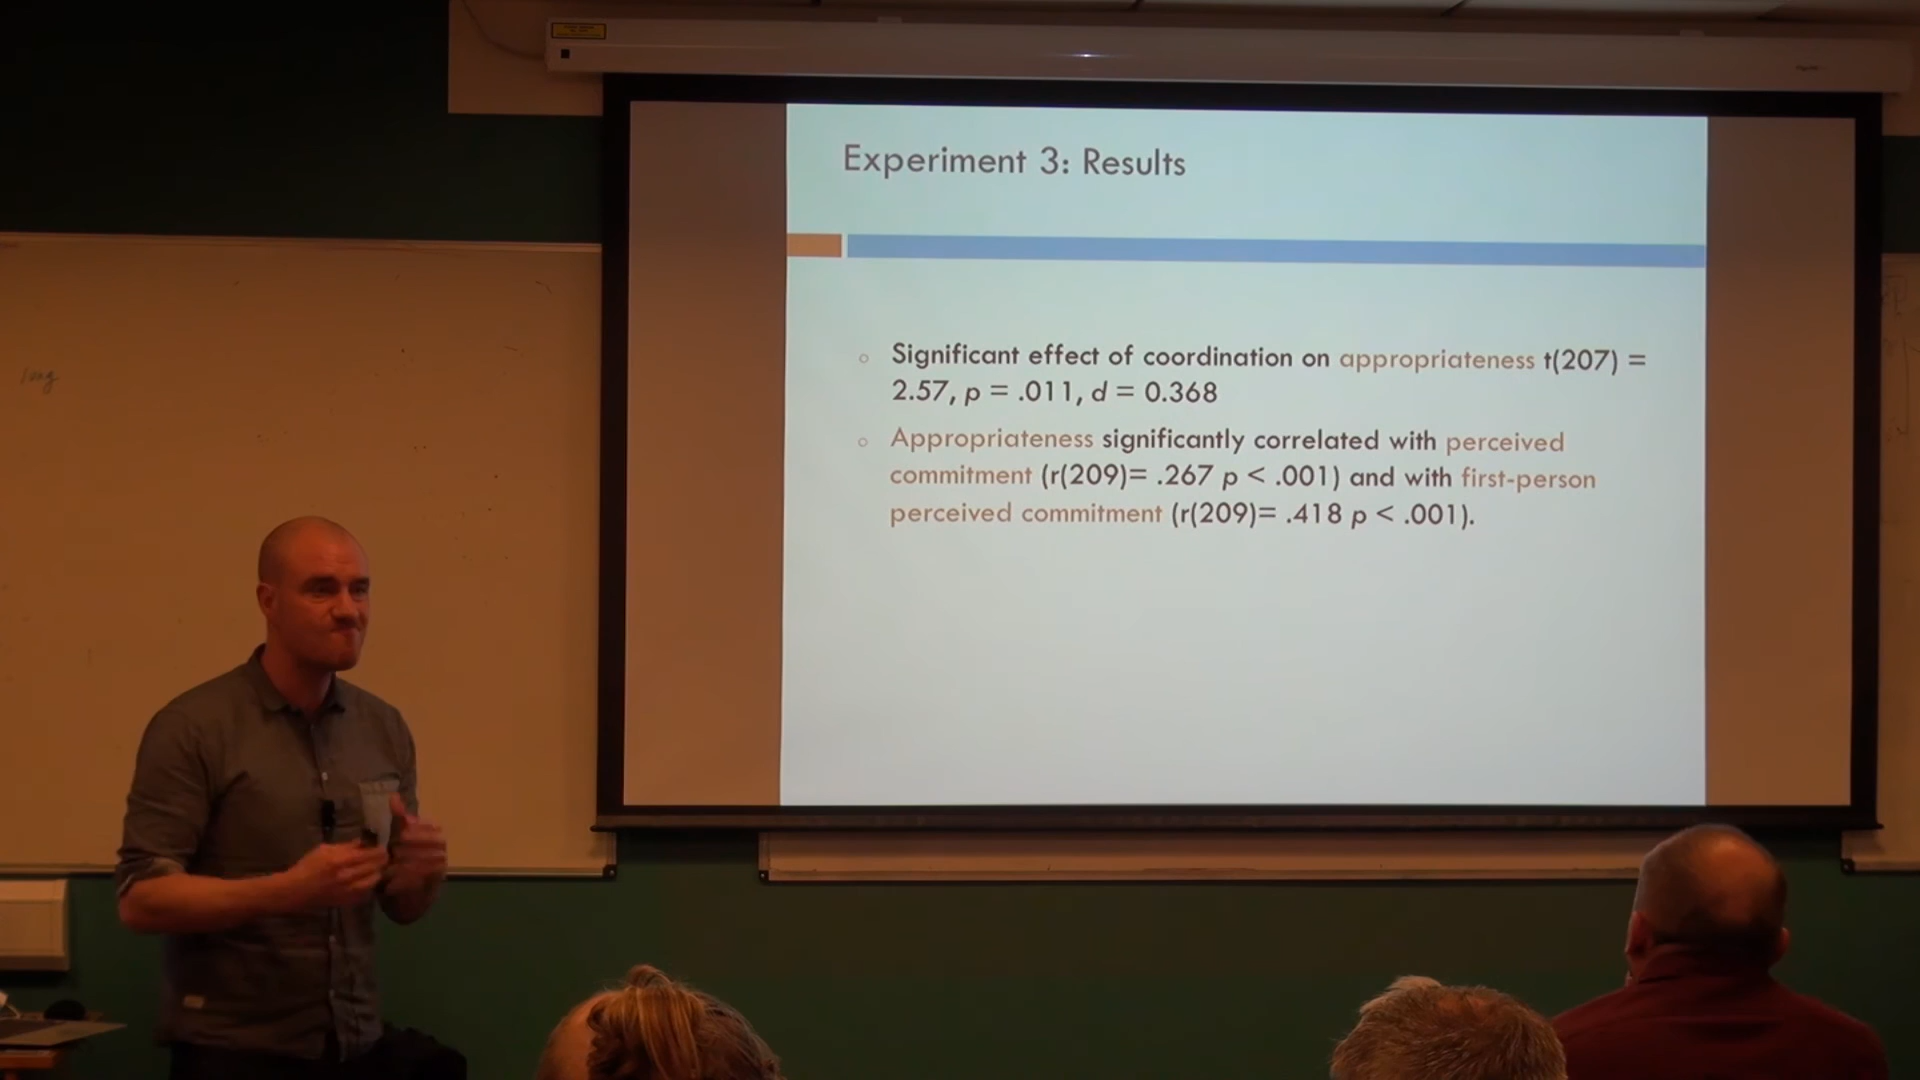 Experiment 3: Results
○ Significant effect of coordination on appropriateness t(207) =
2.57, p = .011, d = 0.368
○ Appropriateness significantly correlated with perceived
commitment (r(209)= .267 p < .001) and with first-person
perceived commitment (r(209)= .418 p < .001).